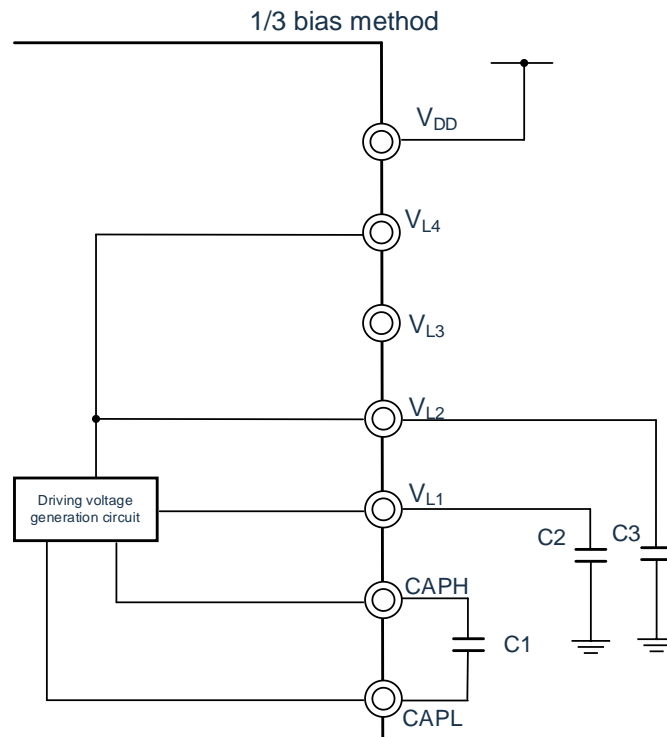 1/3 bias method
VDD
VL4
VL3
VL2
Driving voltage
generation circuit
VL1
C2
C3
CAPH
C1
CAPL